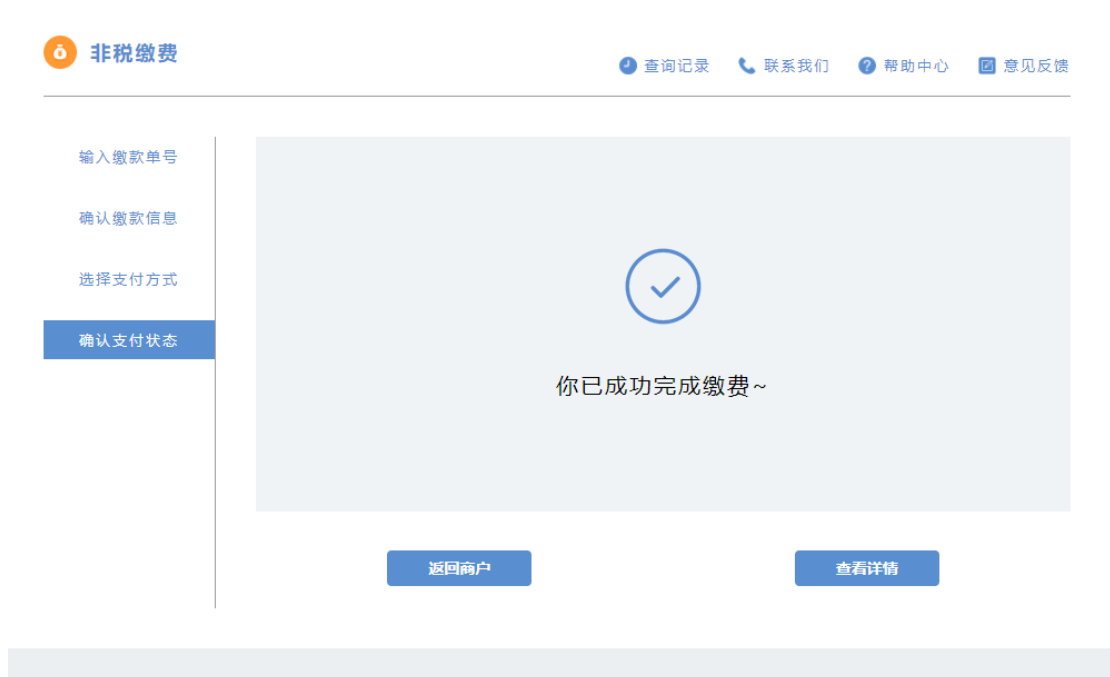 非税缴费
查询记录 联系我们 帮助中心 意见反馈
输入缴款单号
确认缴款信息
选择支付方式
确认支付状态
你已成功完成缴费~
返回商户 查看详情